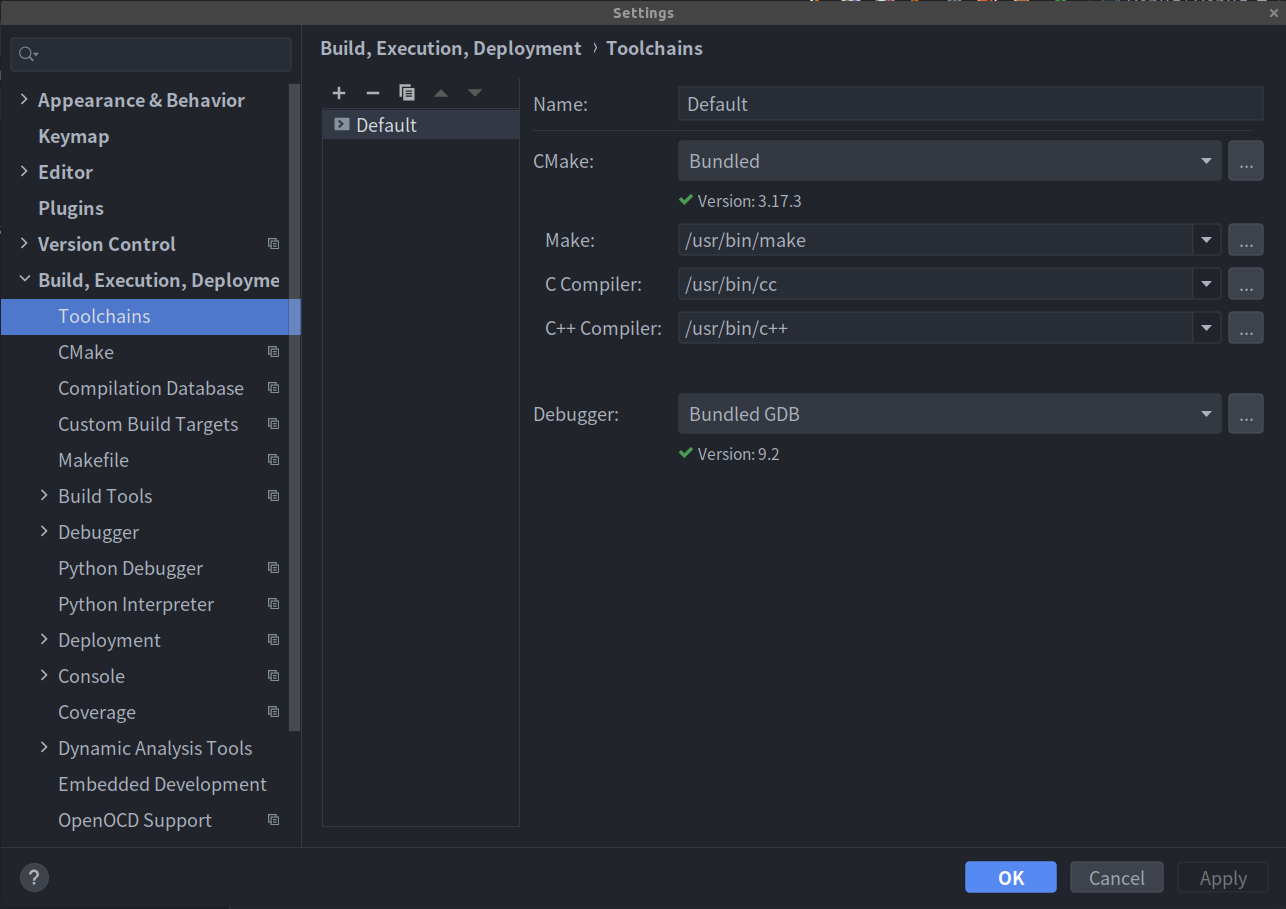 Settings
Build, Execution, Deployment › Toolchains
Appearance & Behavior
Keymap
Editor
Plugins
Version Control
Build, Execution, Deployme
Toolchains
CMake
Compilation Database
Custom Build Targets
Makefile
Build Tools
Debugger
Python Debugger
Python Interpreter
Deployment
Console
Coverage
Dynamic Analysis Tools
Embedded Development
OpenOCD Support
Default
Name: Default
CMake: Bundled ...
Version: 3.17.3
Make: /usr/bin/make ...
C Compiler: /usr/bin/cc ...
C++ Compiler: /usr/bin/c++ ...
Debugger: Bundled GDB ...
Version: 9.2
? OK Cancel Apply